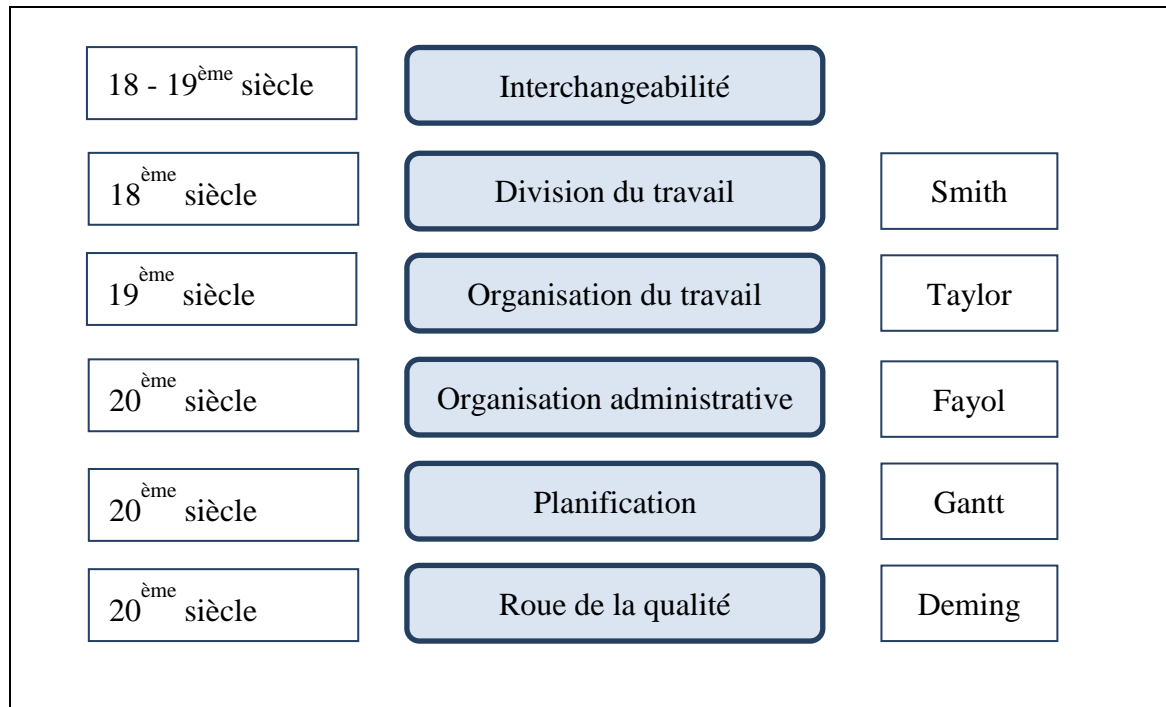 18 - 19ème siècle Interchangeabilité
18ème siècle Division du travail Smith
19ème siècle Organisation du travail Taylor
20ème siècle Organisation administrative Fayol
20ème siècle Planification Gantt
20ème siècle Roue de la qualité Deming